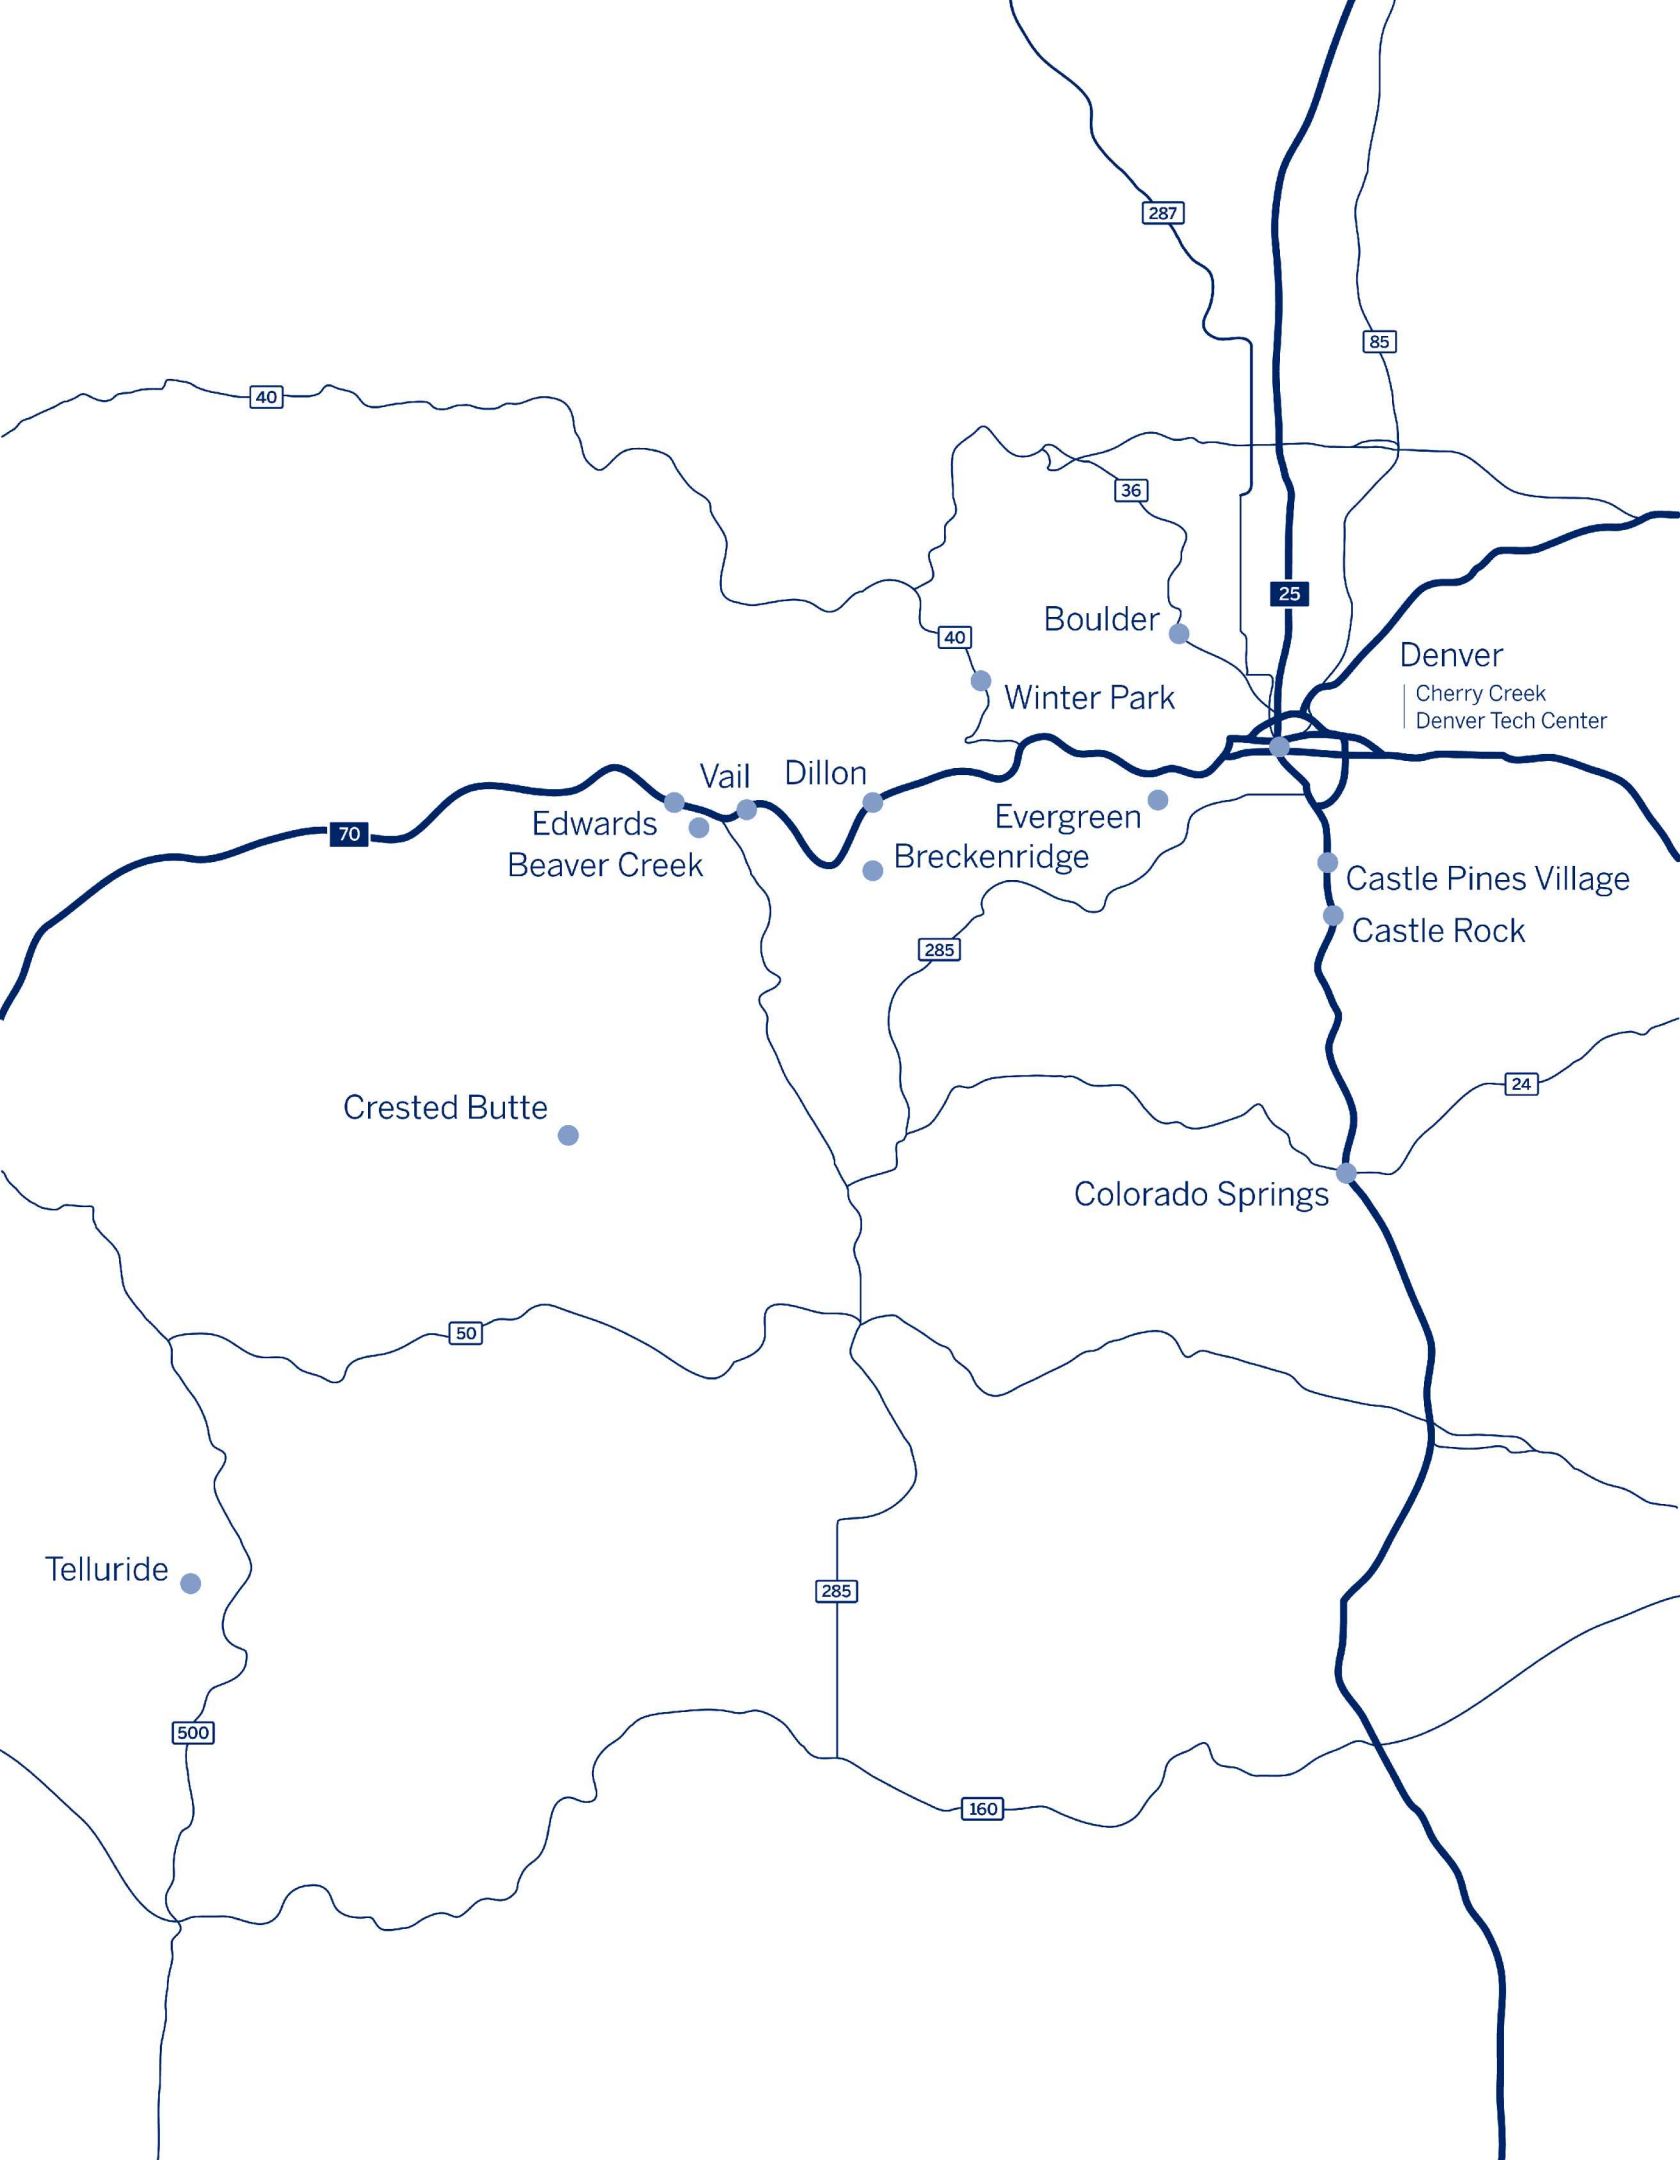 287
85
40
36
25
Boulder
40
Denver
Winter Park
Cherry Creek
Denver Tech Center
Vail
Dillon
Edwards
70
Evergreen
Beaver Creek
Breckenridge
Castle Pines Village
Castle Rock
285
24
Crested Butte
Colorado Springs
50
Telluride
285
500
160